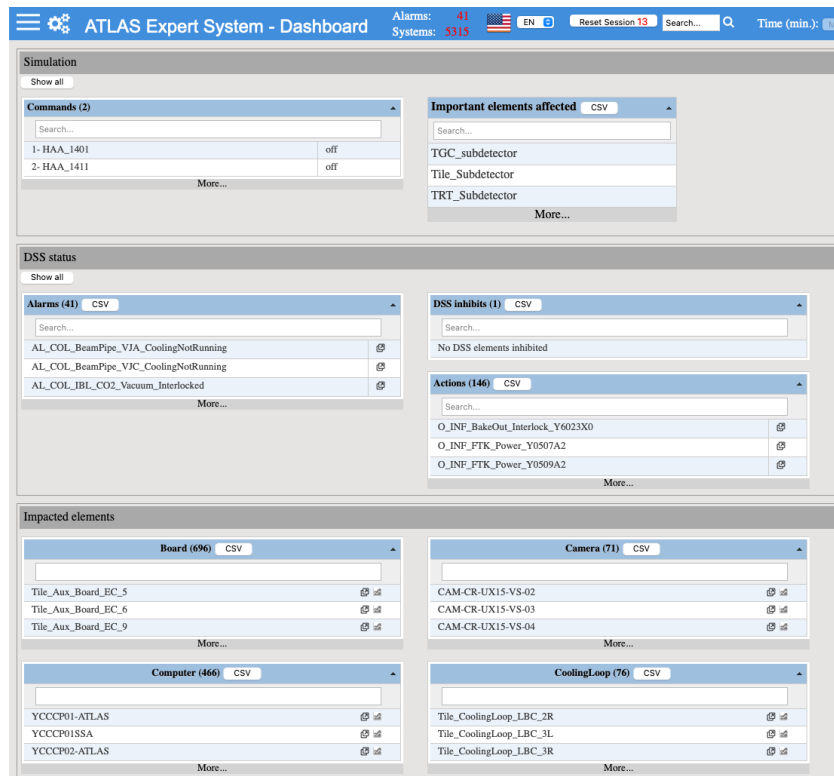 ATLAS Expert System - Dashboard
Alarms: 41
Systems: 5315
EN
Reset Session 13
Search...
Time (min.):
Simulation
Show all
Commands (2)
Search...
1- HAA_1401 off
2- HAA_1411 off
More...
Important elements affected CSV
Search...
TGC_subdetector
Tile_Subdetector
TRT_Subdetector
More...
DSS status
Show all
Alarms (41) CSV
Search...
AL_COL_BeamPipe_VJA_CoolingNotRunning
AL_COL_BeamPipe_VJC_CoolingNotRunning
AL_COL_IBL_CO2_Vacuum_Interlocked
More...
DSS inhibits (1) CSV
Search...
No DSS elements inhibited
Actions (146) CSV
Search...
O_INF_BakeOut_Interlock_Y6023X0
O_INF_FTK_Power_Y0507A2
O_INF_FTK_Power_Y0509A2
More...
Impacted elements
Board (696) CSV
Tile_Aux_Board_EC_5
Tile_Aux_Board_EC_6
Tile_Aux_Board_EC_9
More...
Camera (71) CSV
CAM-CR-UX15-VS-02
CAM-CR-UX15-VS-03
CAM-CR-UX15-VS-04
More...
Computer (466) CSV
YCCCP01-ATLAS
YCCCP01SSA
YCCCP02-ATLAS
More...
CoolingLoop (76) CSV
Tile_CoolingLoop_LBC_2R
Tile_CoolingLoop_LBC_3L
Tile_CoolingLoop_LBC_3R
More...